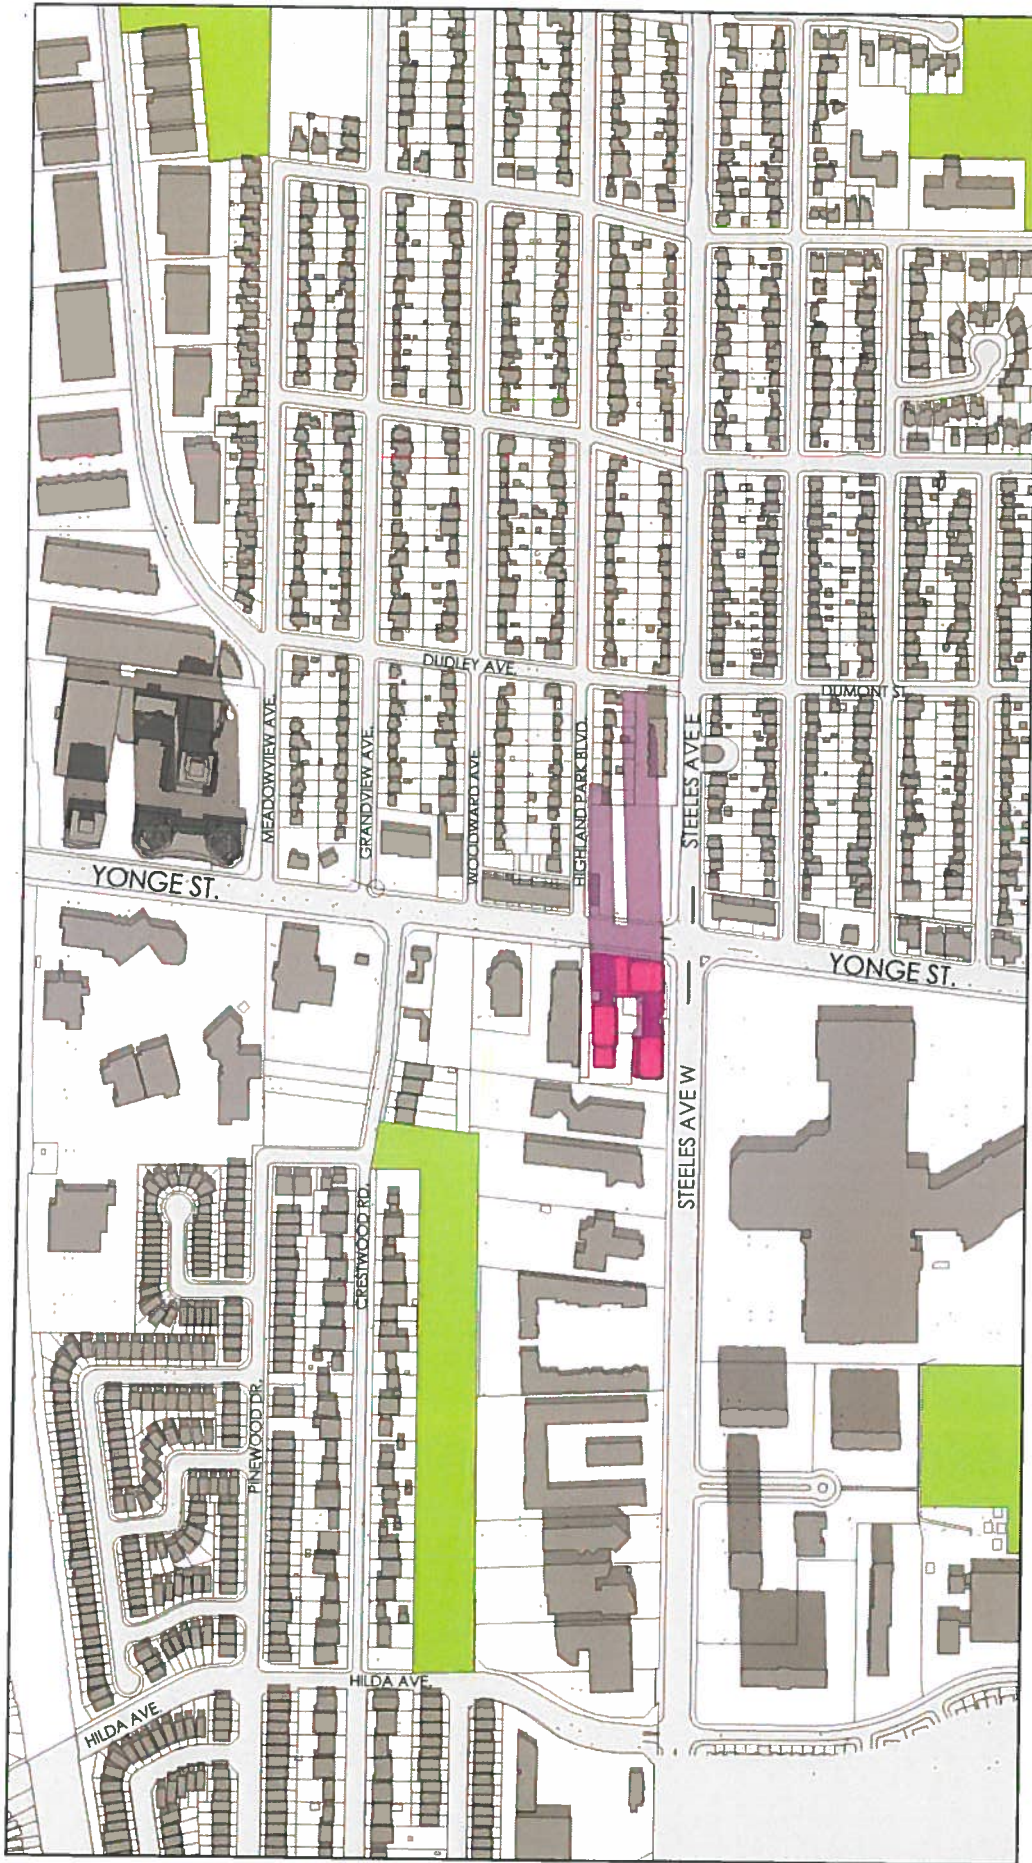 DUDLEY AVE.
DUMONT ST.
MEADOWVIEW AVE.
GRANDVIEW AVE.
WOODWARD AVE.
HIGHLAND PARK BLVD.
STEELES AVE E
YONGE ST.
YONGE ST.
STEELES AVE W
CRESTWOOD RD.
PINEWOOD DR.
HILDA AVE.
HILDA AVE.